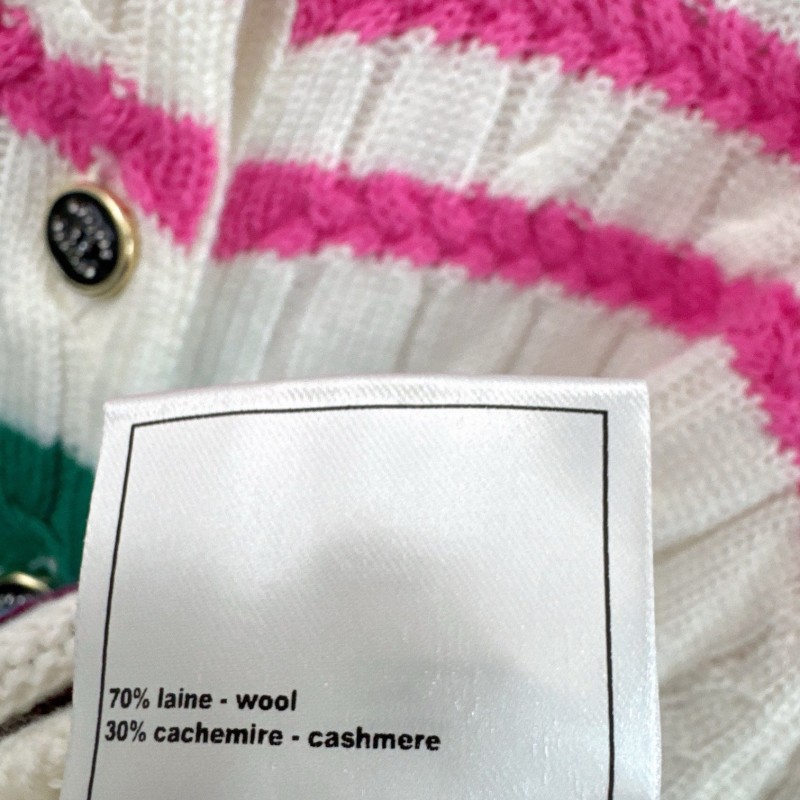 70% laine - wool
30% cachemire - cashmere